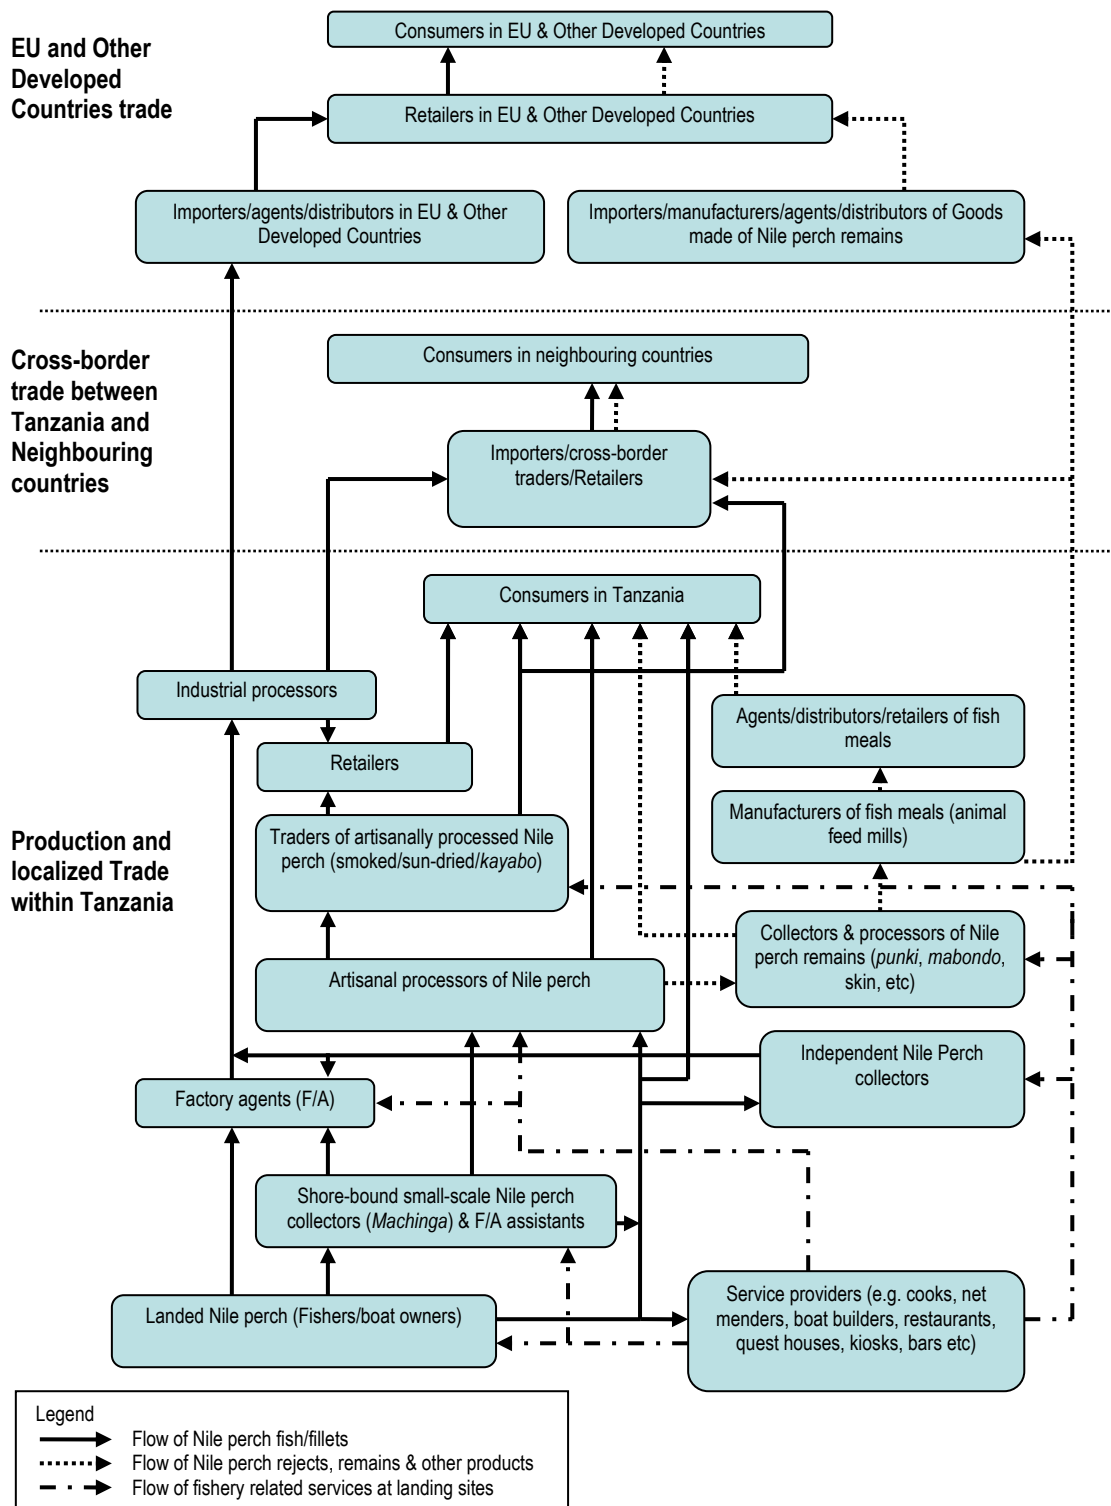 Consumers in EU & Other Developed Countries
EU and Other
Developed
Countries trade
Retailers in EU & Other Developed Countries
Importers/agents/distributors in EU & Other
Developed Countries
Importers/manufacturers/agents/distributors of Goods
made of Nile perch remains
Cross-border
trade between
Tanzania and
Neighbouring
countries
Consumers in neighbouring countries
Importers/cross-border
traders/Retailers
Consumers in Tanzania
Industrial processors
Agents/distributors/retailers of fish
meals
Retailers
Manufacturers of fish meals (animal
feed mills)
Production and
localized Trade
within Tanzania
Traders of artisanally processed Nile
perch (smoked/sun-dried/kayabo)
Collectors & processors of Nile
perch remains (punki, mabondo,
skin, etc)
Artisanal processors of Nile perch
Independent Nile Perch
collectors
Factory agents (F/A)
Shore-bound small-scale Nile perch
collectors (Machinga) & F/A assistants
Landed Nile perch (Fishers/boat owners)
Service providers (e.g. cooks, net
menders, boat builders, restaurants,
quest houses, kiosks, bars etc)
Legend
Flow of Nile perch fish/fillets
Flow of Nile perch rejects, remains & other products
Flow of fishery related services at landing sites